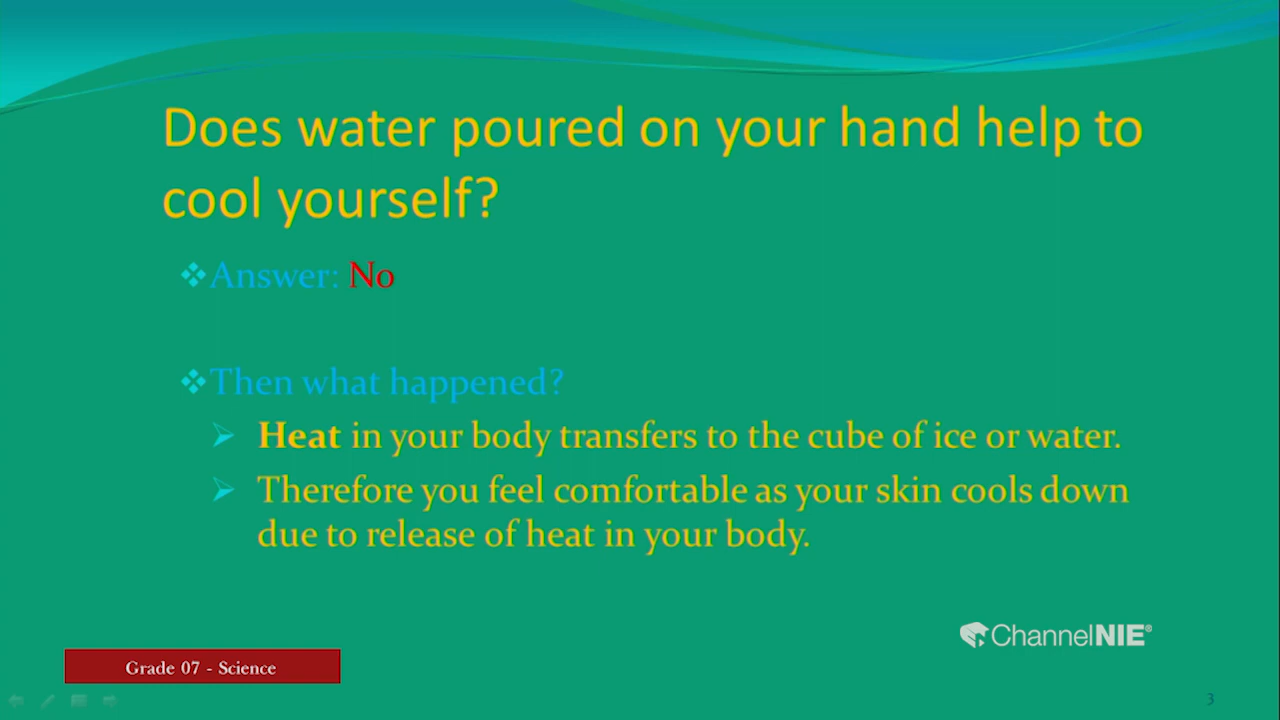 Does water poured on your hand help to
cool yourself?
❖Answer: No
❖Then what happened?
➢ Heat in your body transfers to the cube of ice or water.
➢ Therefore you feel comfortable as your skin cools down
due to release of heat in your body.
ChannelNIE®
Grade 07 - Science
3